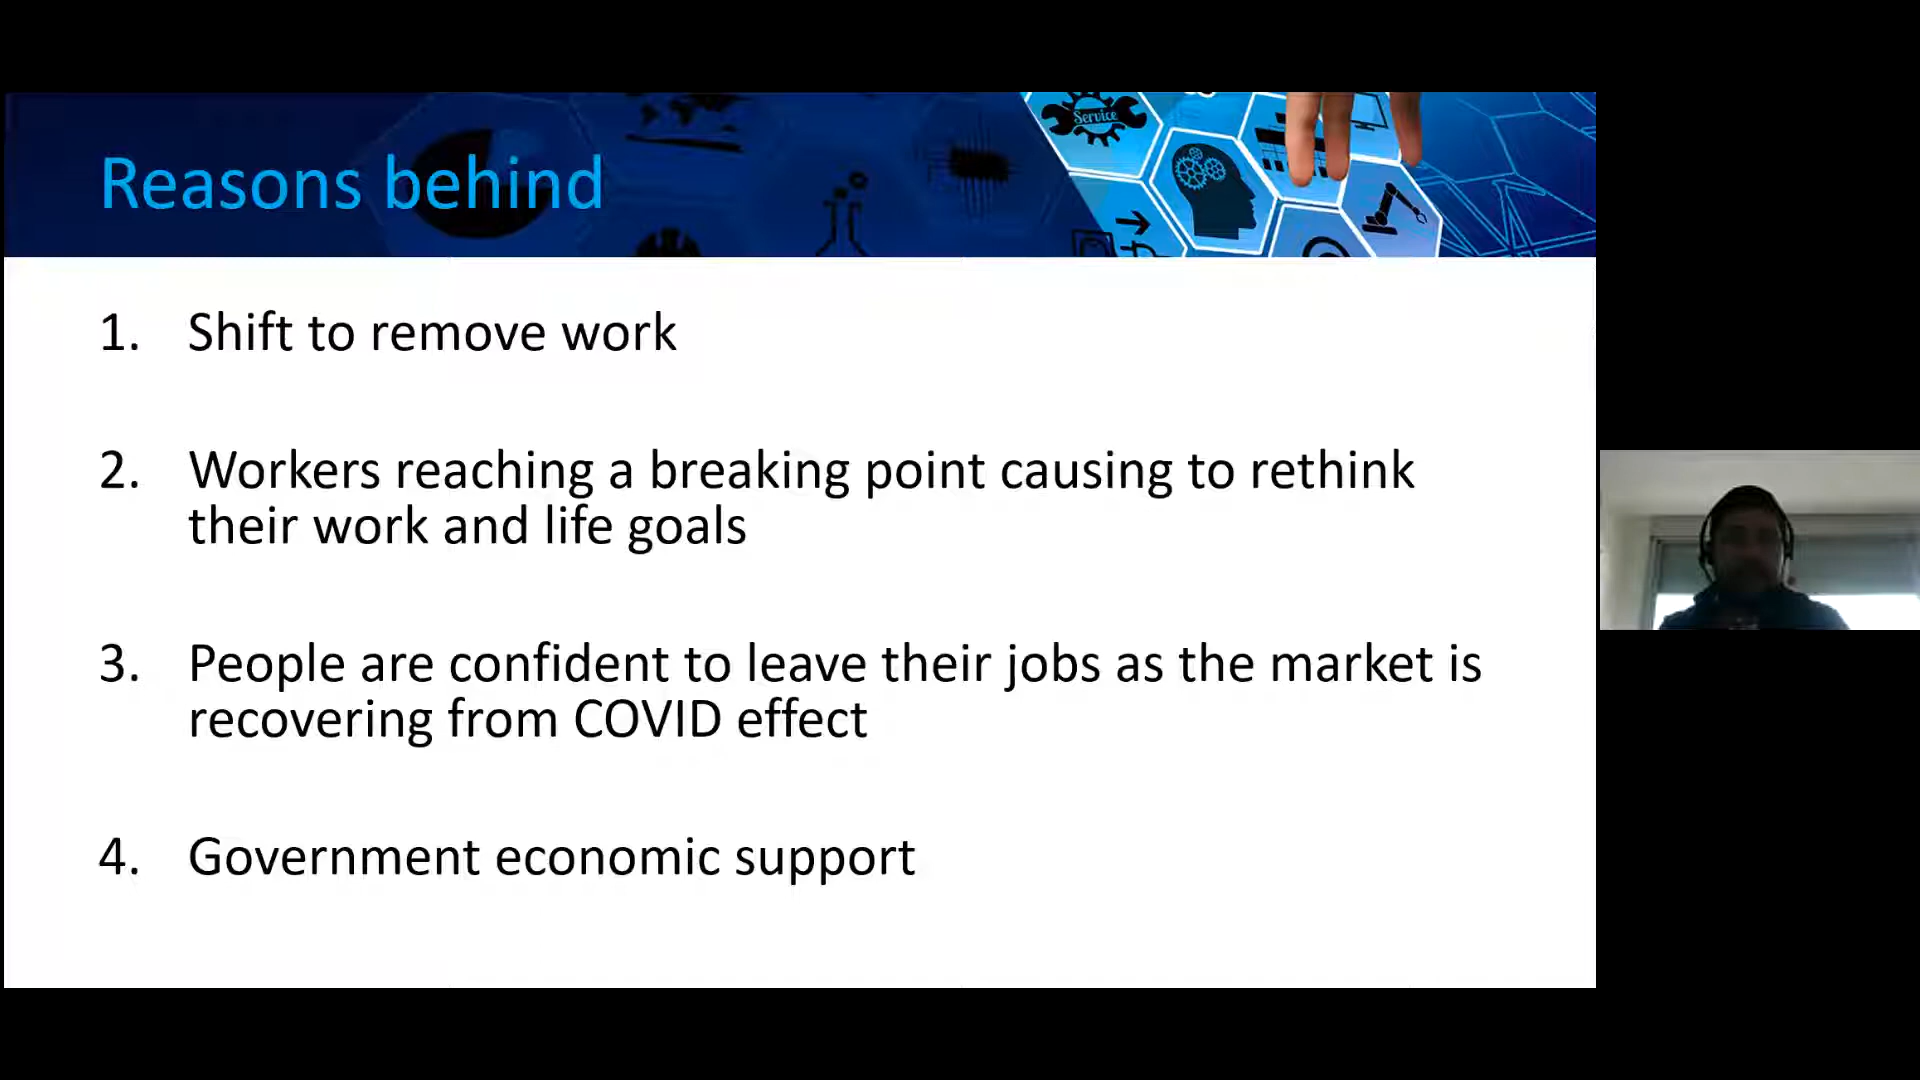 Service
Reasons behind
1. Shift to remove work
2. Workers reaching a breaking point causing to rethink
their work and life goals
3. People are confident to leave their jobs as the market is
recovering from COVID effect
4. Government economic support